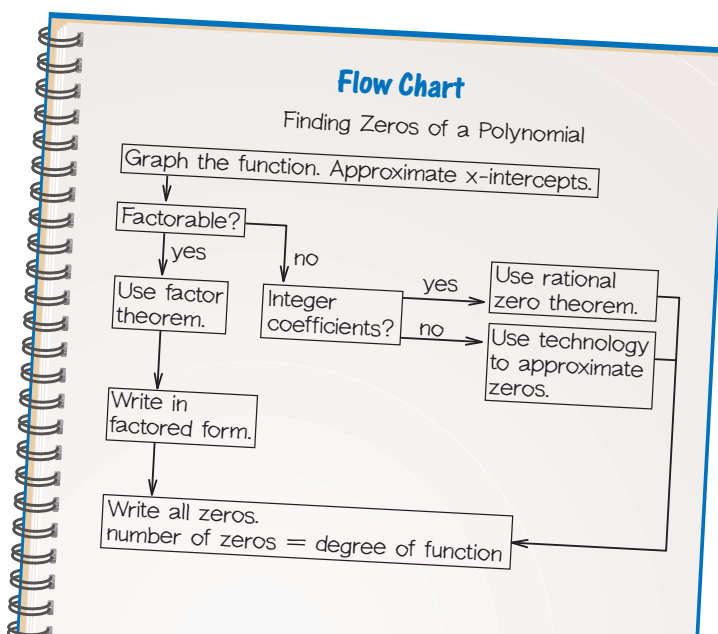 Flow Chart
Finding Zeros of a Polynomial
Graph the function. Approximate x-intercepts.
Factorable?
yes
no
Use factor
theorem.
Integer
coefficients?
yes
no
Use rational
zero theorem.
Use technology
to approximate
zeros.
Write in
factored form.
Write all zeros.
number of zeros = degree of function